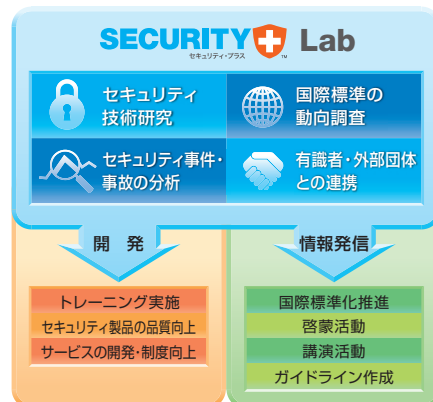 SECURITY Lab
セキュリティ・プラス
TM
セキュリティ
技術研究
国際標準の
動向調査
セキュリティ事件・
事故の分析
有識者・外部団体
との連携
開 発
情報発信
トレーニング実施
セキュリティ製品の品質向上
サービスの開発・制度向上
国際標準化推進
啓蒙活動
講演活動
ガイドライン作成